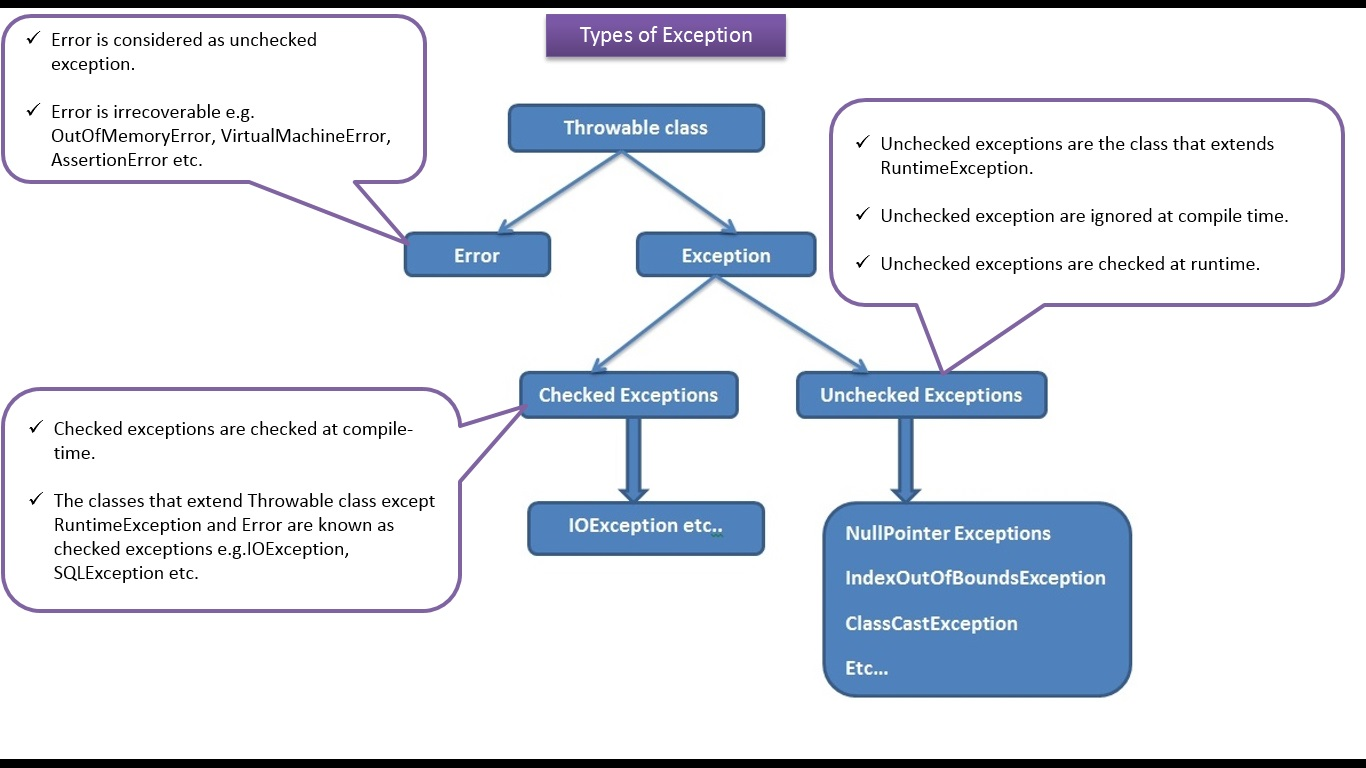 Types of Exception
Error is considered as unchecked
exception.
Error is irrecoverable e.g.
OutOfMemoryError, VirtualMachineError,
AssertionError etc.
Throwable class
Unchecked exceptions are the class that extends
RuntimeException.
Unchecked exception are ignored at compile time.
Unchecked exceptions are checked at runtime.
Error
Exception
Checked Exceptions
Unchecked Exceptions
Checked exceptions are checked at compile-
time.
The classes that extend Throwable class except
RuntimeException and Error are known as
checked exceptions e.g.IOException,
SQLException etc.
IOException etc..
NullPointer Exceptions
IndexOutOfBoundsException
ClassCastException
Etc...